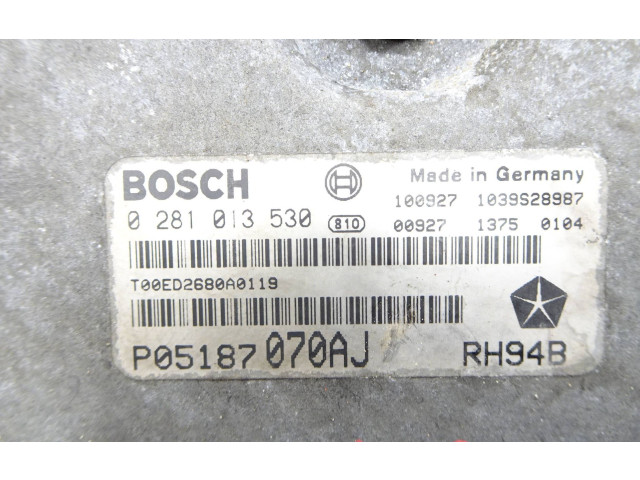 BOSCH Made in Germany
100927 1039S28987
0 281 013 530 810 00927 1375 0104
T00ED2680A0119
P05187070AJ RH94B